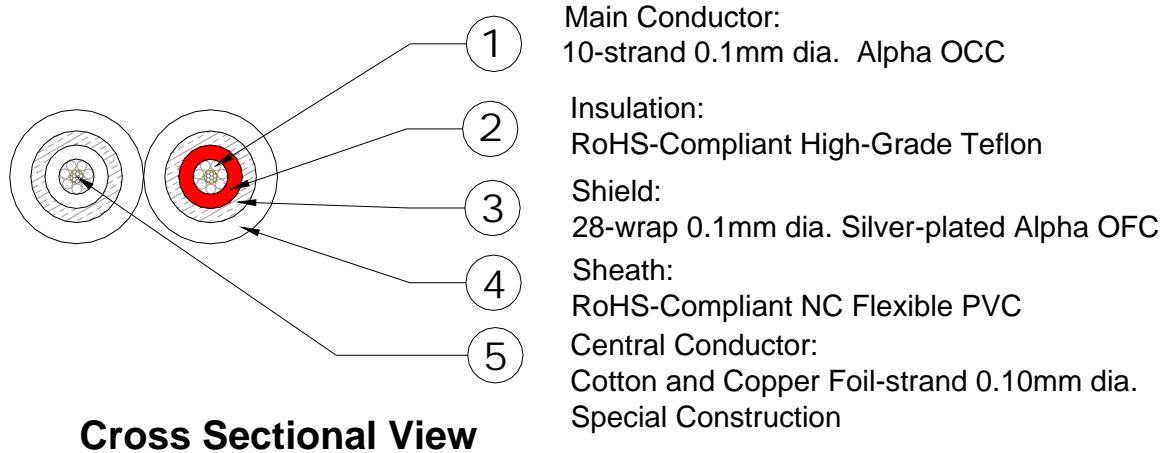 1
Main Conductor:
10-strand 0.1mm dia.  Alpha OCC
2
Insulation:
RoHS-Compliant High-Grade Teflon
3
Shield:
28-wrap 0.1mm dia. Silver-plated Alpha OFC
4
Sheath:
RoHS-Compliant NC Flexible PVC
5
Central Conductor:
Cotton and Copper Foil-strand 0.10mm dia.
Special Construction
Cross Sectional View